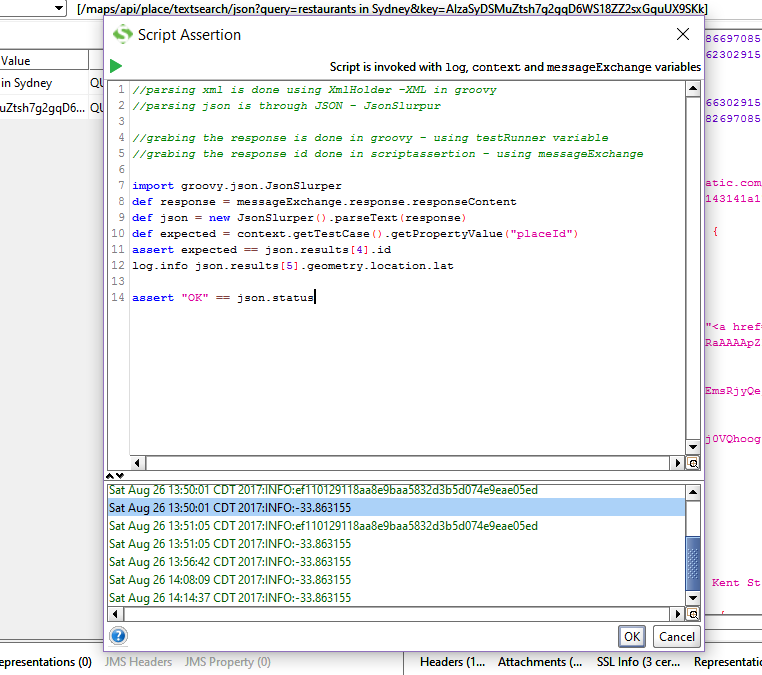 [/maps/api/place/textsearch/json?query=restaurants in Sydney&key=AIzaSyDSMuZtsh7g2gqD6WS18ZZ2sxGquUX9SKk]
Script Assertion
Script is invoked with log, context and messageExchange variables
Value
in Sydney QU
uZtsh7g2gqD6... QU
1 //parsing xml is done using XmlHolder -XML in groovy
2 //parsing json is through JSON - JsonSlurpur
3
4 //grabing the response is done in groovy - using testRunner variable
5 //grabing the response id done in scriptassertion - using messageExchange
6
7 import groovy.json.JsonSlurper
8 def response = messageExchange.response.responseContent
9 def json = new JsonSlurper().parseText(response)
10 def expected = context.getTestCase().getPropertyValue("placeId")
11 assert expected == json.results[4].id
12 log.info json.results[5].geometry.location.lat
13
14 assert "OK" == json.status
86697085
62302915
66302915
82697085
atic.com
143141a1
{
"<a href=
RaAAAApZ
EmsRjyQe
j0VQhoog
Kent St
Sat Aug 26 13:50:01 CDT 2017:INFO:ef110129118aa8e9baa5832d3b5d074e9eae05ed
Sat Aug 26 13:50:01 CDT 2017:INFO:-33.863155
Sat Aug 26 13:51:05 CDT 2017:INFO:ef110129118aa8e9baa5832d3b5d074e9eae05ed
Sat Aug 26 13:51:05 CDT 2017:INFO:-33.863155
Sat Aug 26 13:56:42 CDT 2017:INFO:-33.863155
Sat Aug 26 14:08:09 CDT 2017:INFO:-33.863155
Sat Aug 26 14:14:37 CDT 2017:INFO:-33.863155
OK Cancel
epresentations (0) JMS Headers JMS Property (0)
Headers (1... Attachments (... SSL Info (3 cer... Representatio